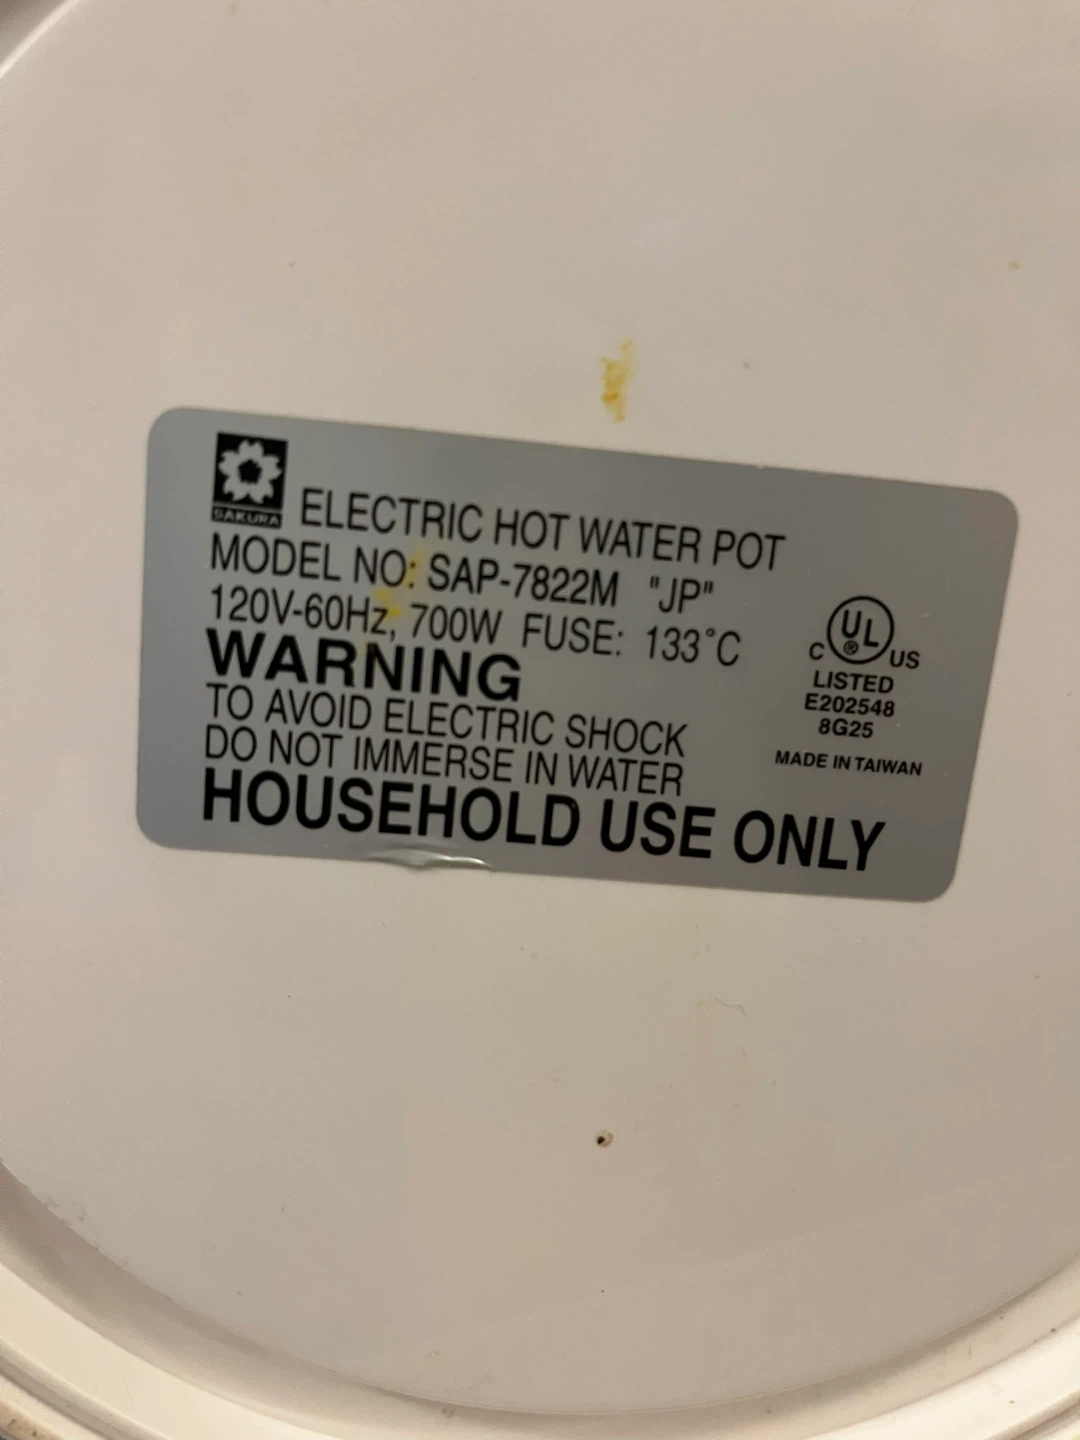 SAKURA
ELECTRIC HOT WATER POT
MODEL NO: SAP-7822M "JP"
120V-60Hz, 700W FUSE: 133°C
WARNING
TO AVOID ELECTRIC SHOCK
DO NOT IMMERSE IN WATER
HOUSEHOLD USE ONLY
C UL ® US
LISTED
E202548
8G25
MADE IN TAIWAN